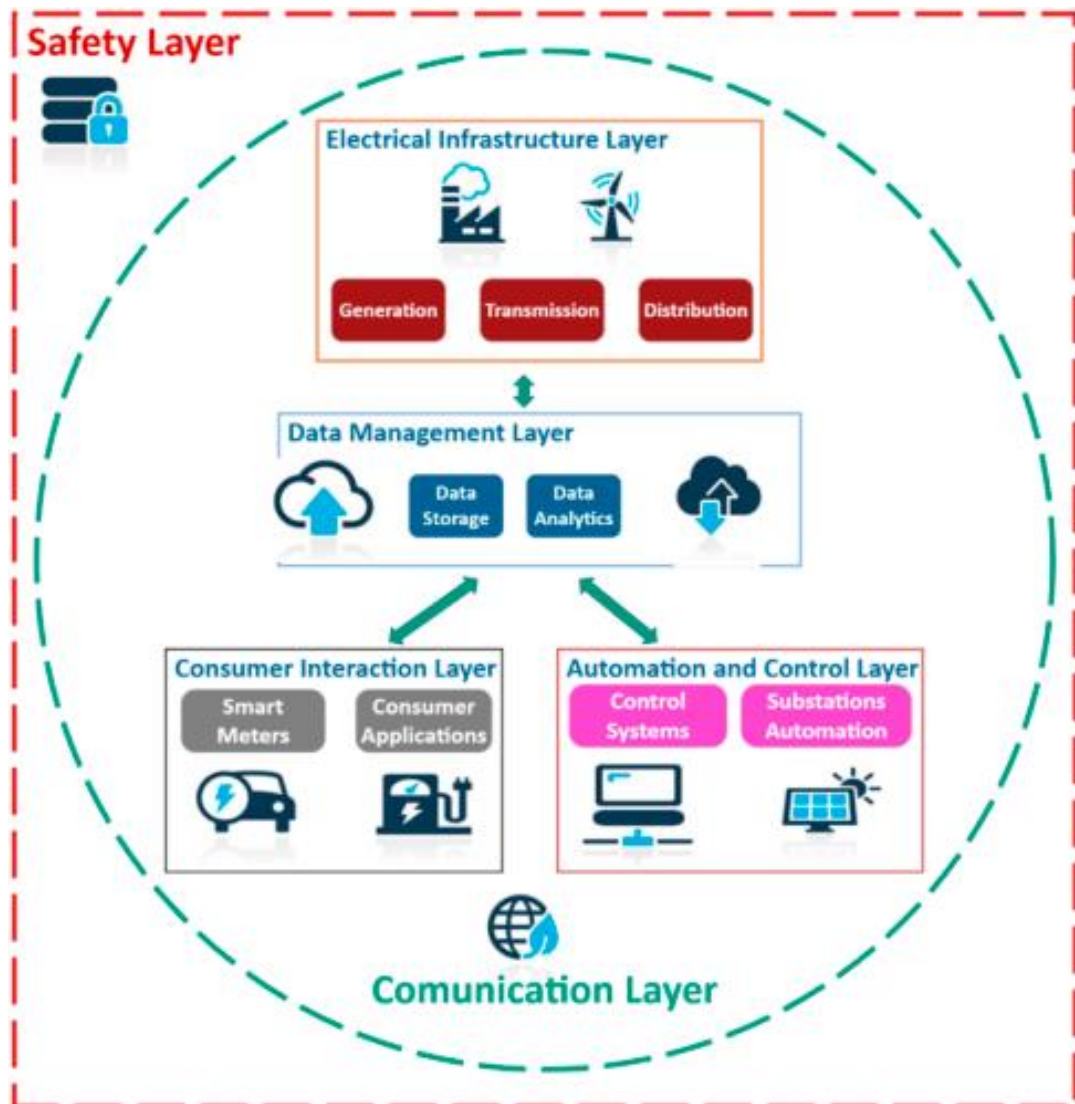 Safety Layer
Electrical Infrastructure Layer
Generation
Transmission
Distribution
Data Management Layer
Data
Storage
Data
Analytics
Consumer Interaction Layer
Smart
Meters
Consumer
Applications
Automation and Control Layer
Control
Systems
Substations
Automation
Comunication Layer